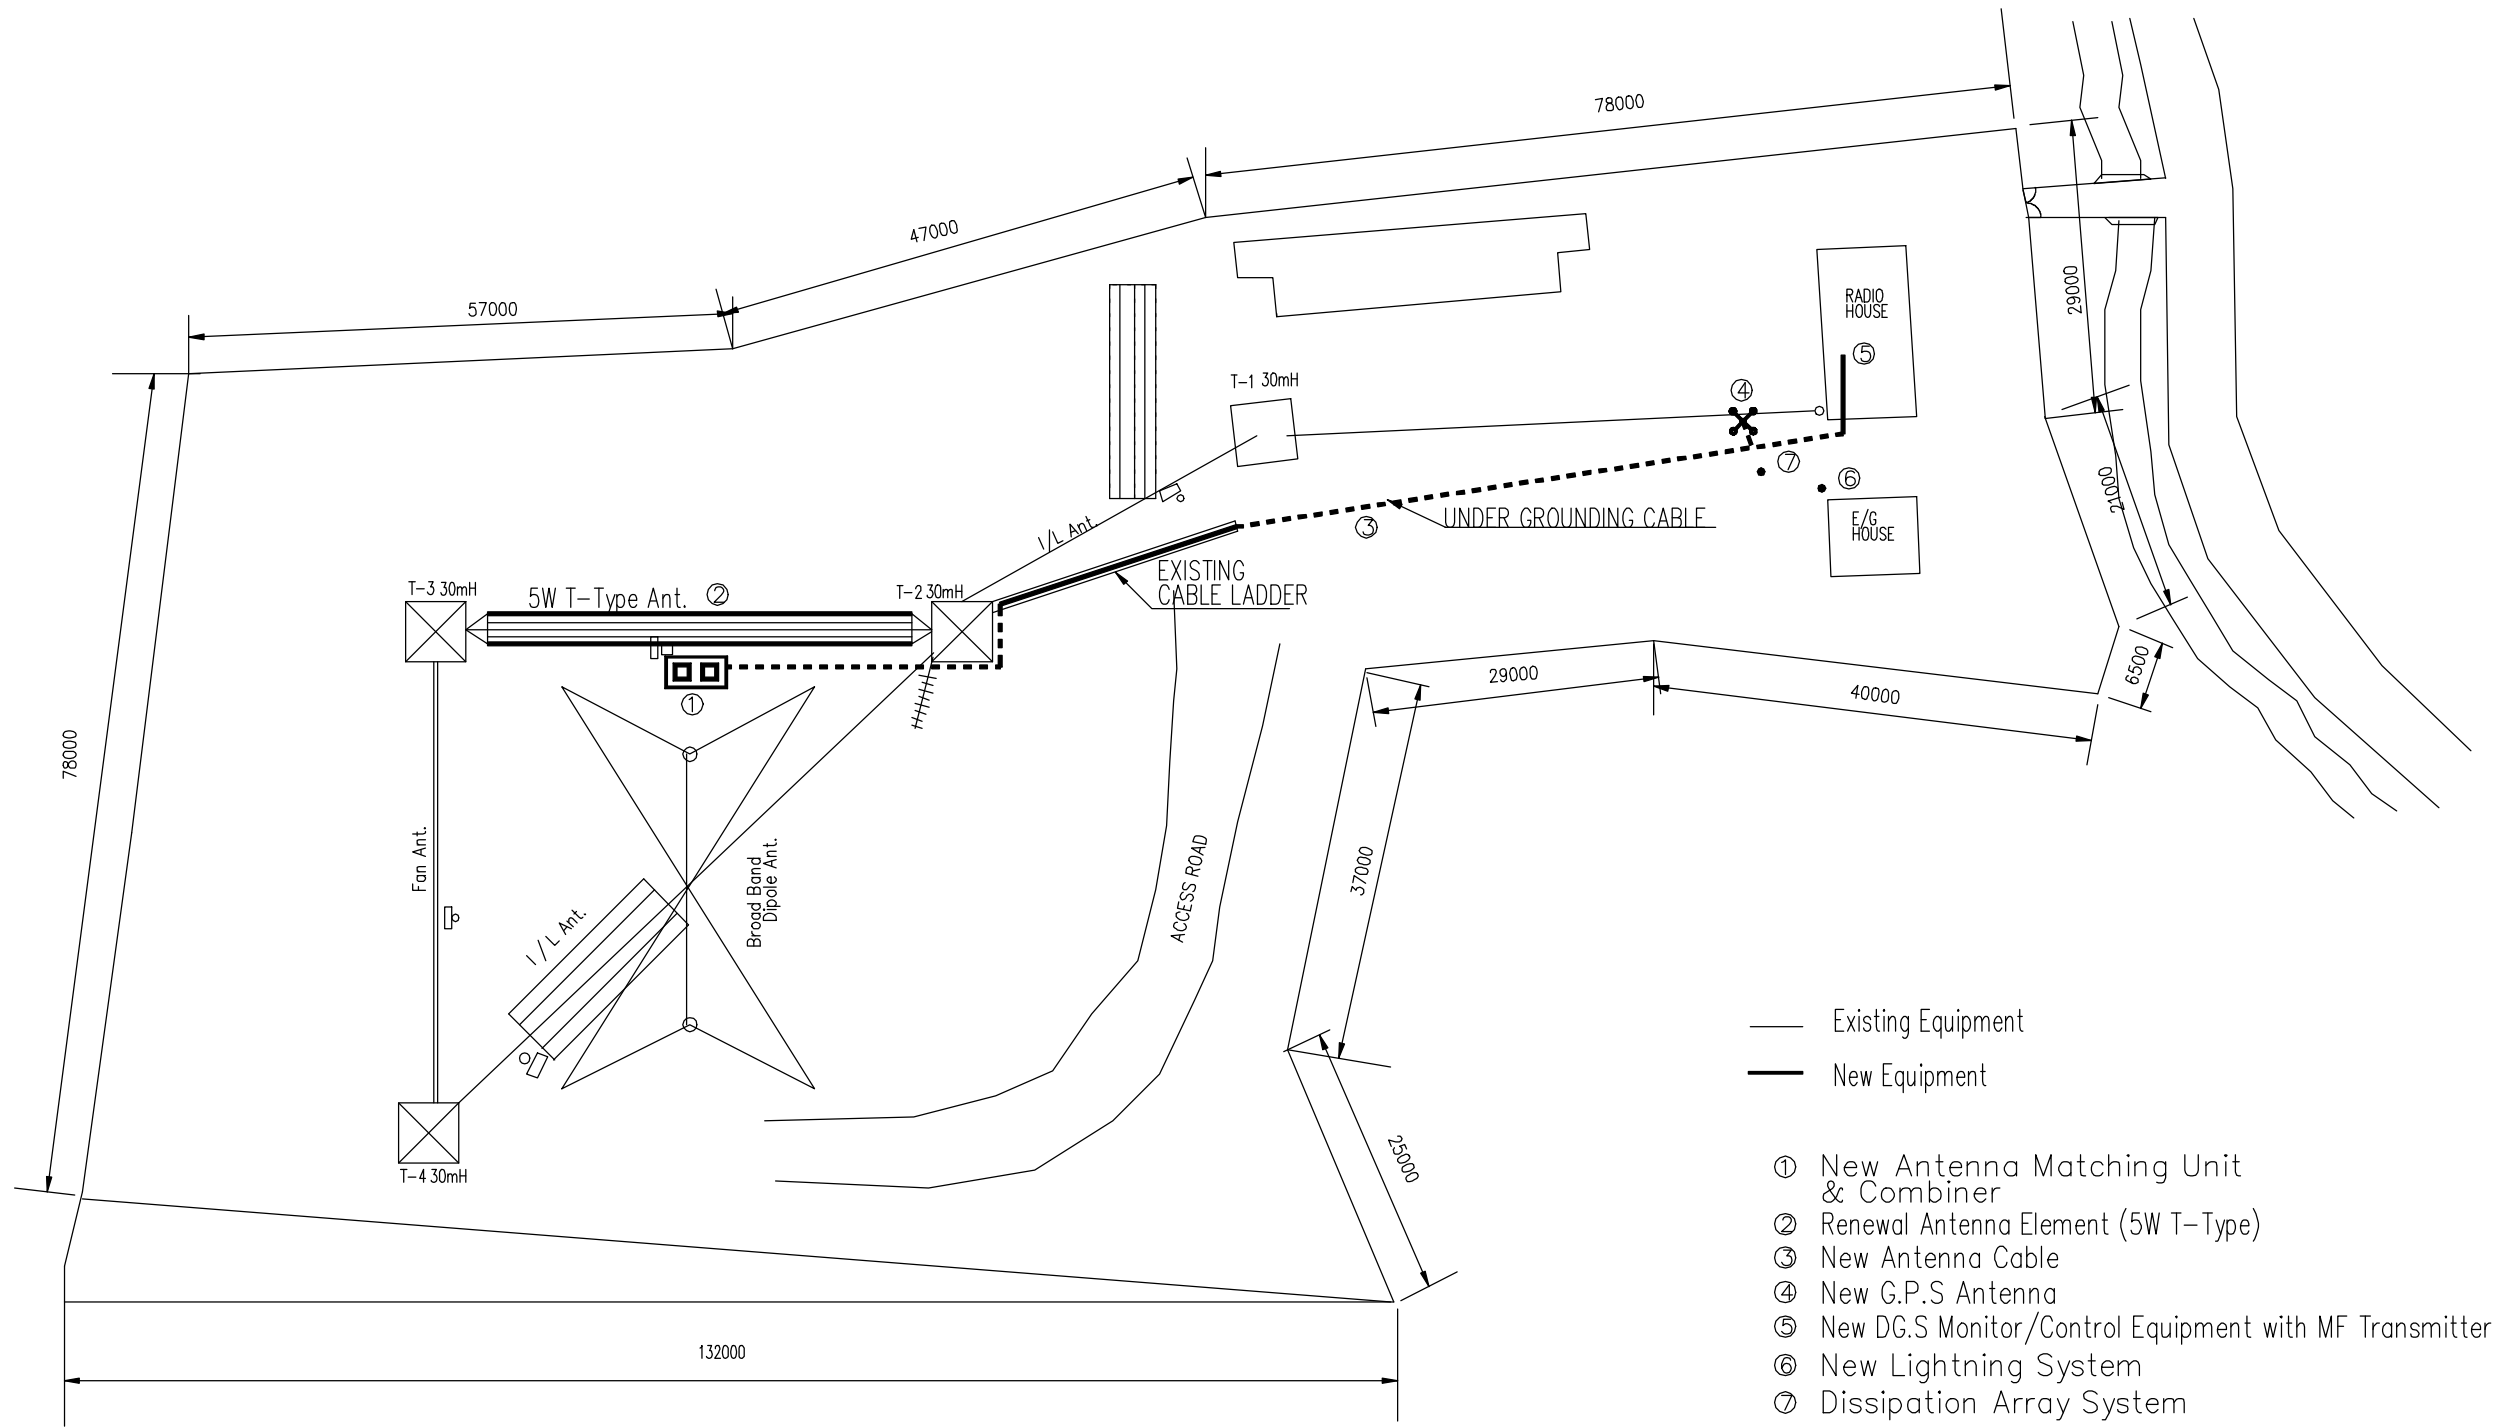 78000
47000
57000
29000
RADIO
HOUSE
5
T-1 30mH
4
7
6
21000
UNDER GROUNDING CABLE
3
E/G
HOUSE
I/L Ant.
EXISTING
CABLE LADDER
T-3 30mH
5W T-Type Ant.
2
T-2 30mH
1
6500
29000
40000
78000
Fan Ant.
Broad Band
Dipole Ant.
I/L Ant.
ACCESS ROAD
37000
25000
T-4 30mH
132000
Existing Equipment
New Equipment
1 New Antenna Matching Unit
& Combiner
2 Renewal Antenna Element (5W T-Type)
3 New Antenna Cable
4 New G.P.S Antenna
5 New DG.S Monitor/Control Equipment with MF Transmitter
6 New Lightning System
7 Dissipation Array System